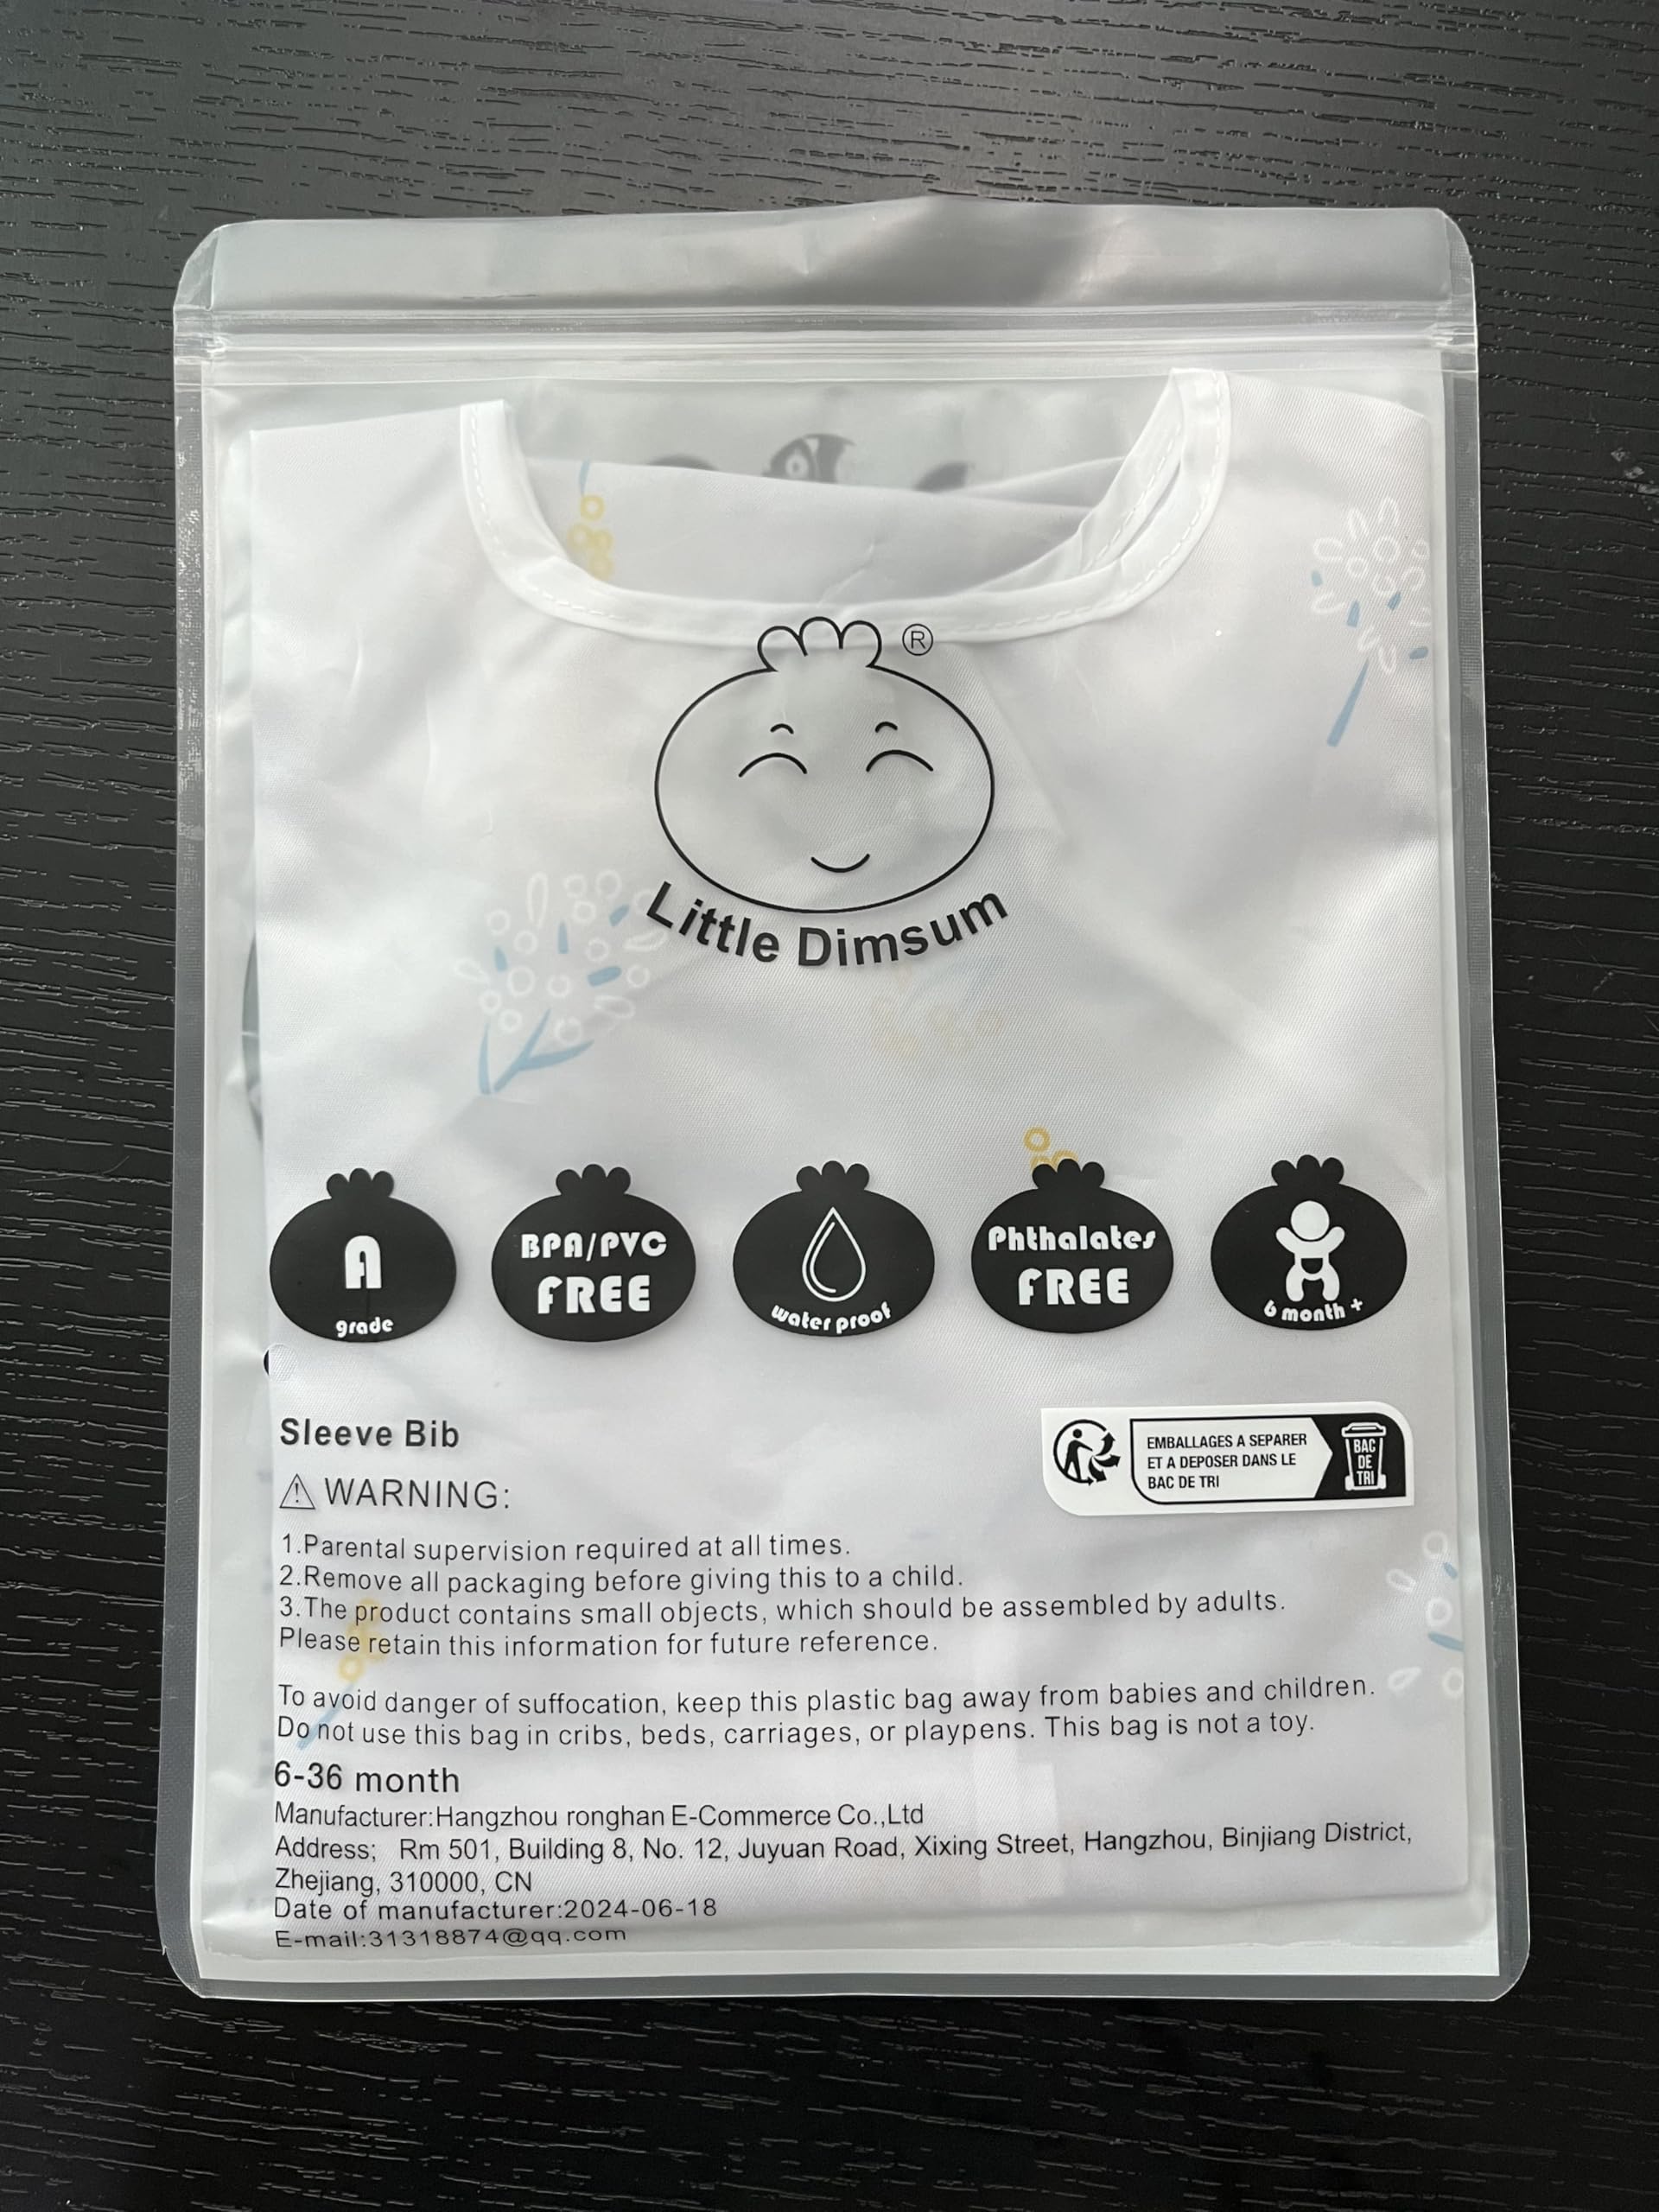 ®
Little Dimsum
A
grade
BPA/PVC
FREE
water proof
Phthalates
FREE
6 month +
Sleeve Bib
EMBALLAGES A SEPARER
ET A DEPOSER DANS LE
BAC DE TRI
BAC
DE
TRI
⚠ WARNING:
1.Parental supervision required at all times.
2.Remove all packaging before giving this to a child.
3.The product contains small objects, which should be assembled by adults.
Please retain this information for future reference.
To avoid danger of suffocation, keep this plastic bag away from babies and children.
Do not use this bag in cribs, beds, carriages, or playpens. This bag is not a toy.
6-36 month
Manufacturer:Hangzhou ronghan E-Commerce Co.,Ltd
Address; Rm 501, Building 8, No. 12, Juyuan Road, Xixing Street, Hangzhou, Binjiang District,
Zhejiang, 310000, CN
Date of manufacturer:2024-06-18
E-mail:31318874@qq.com